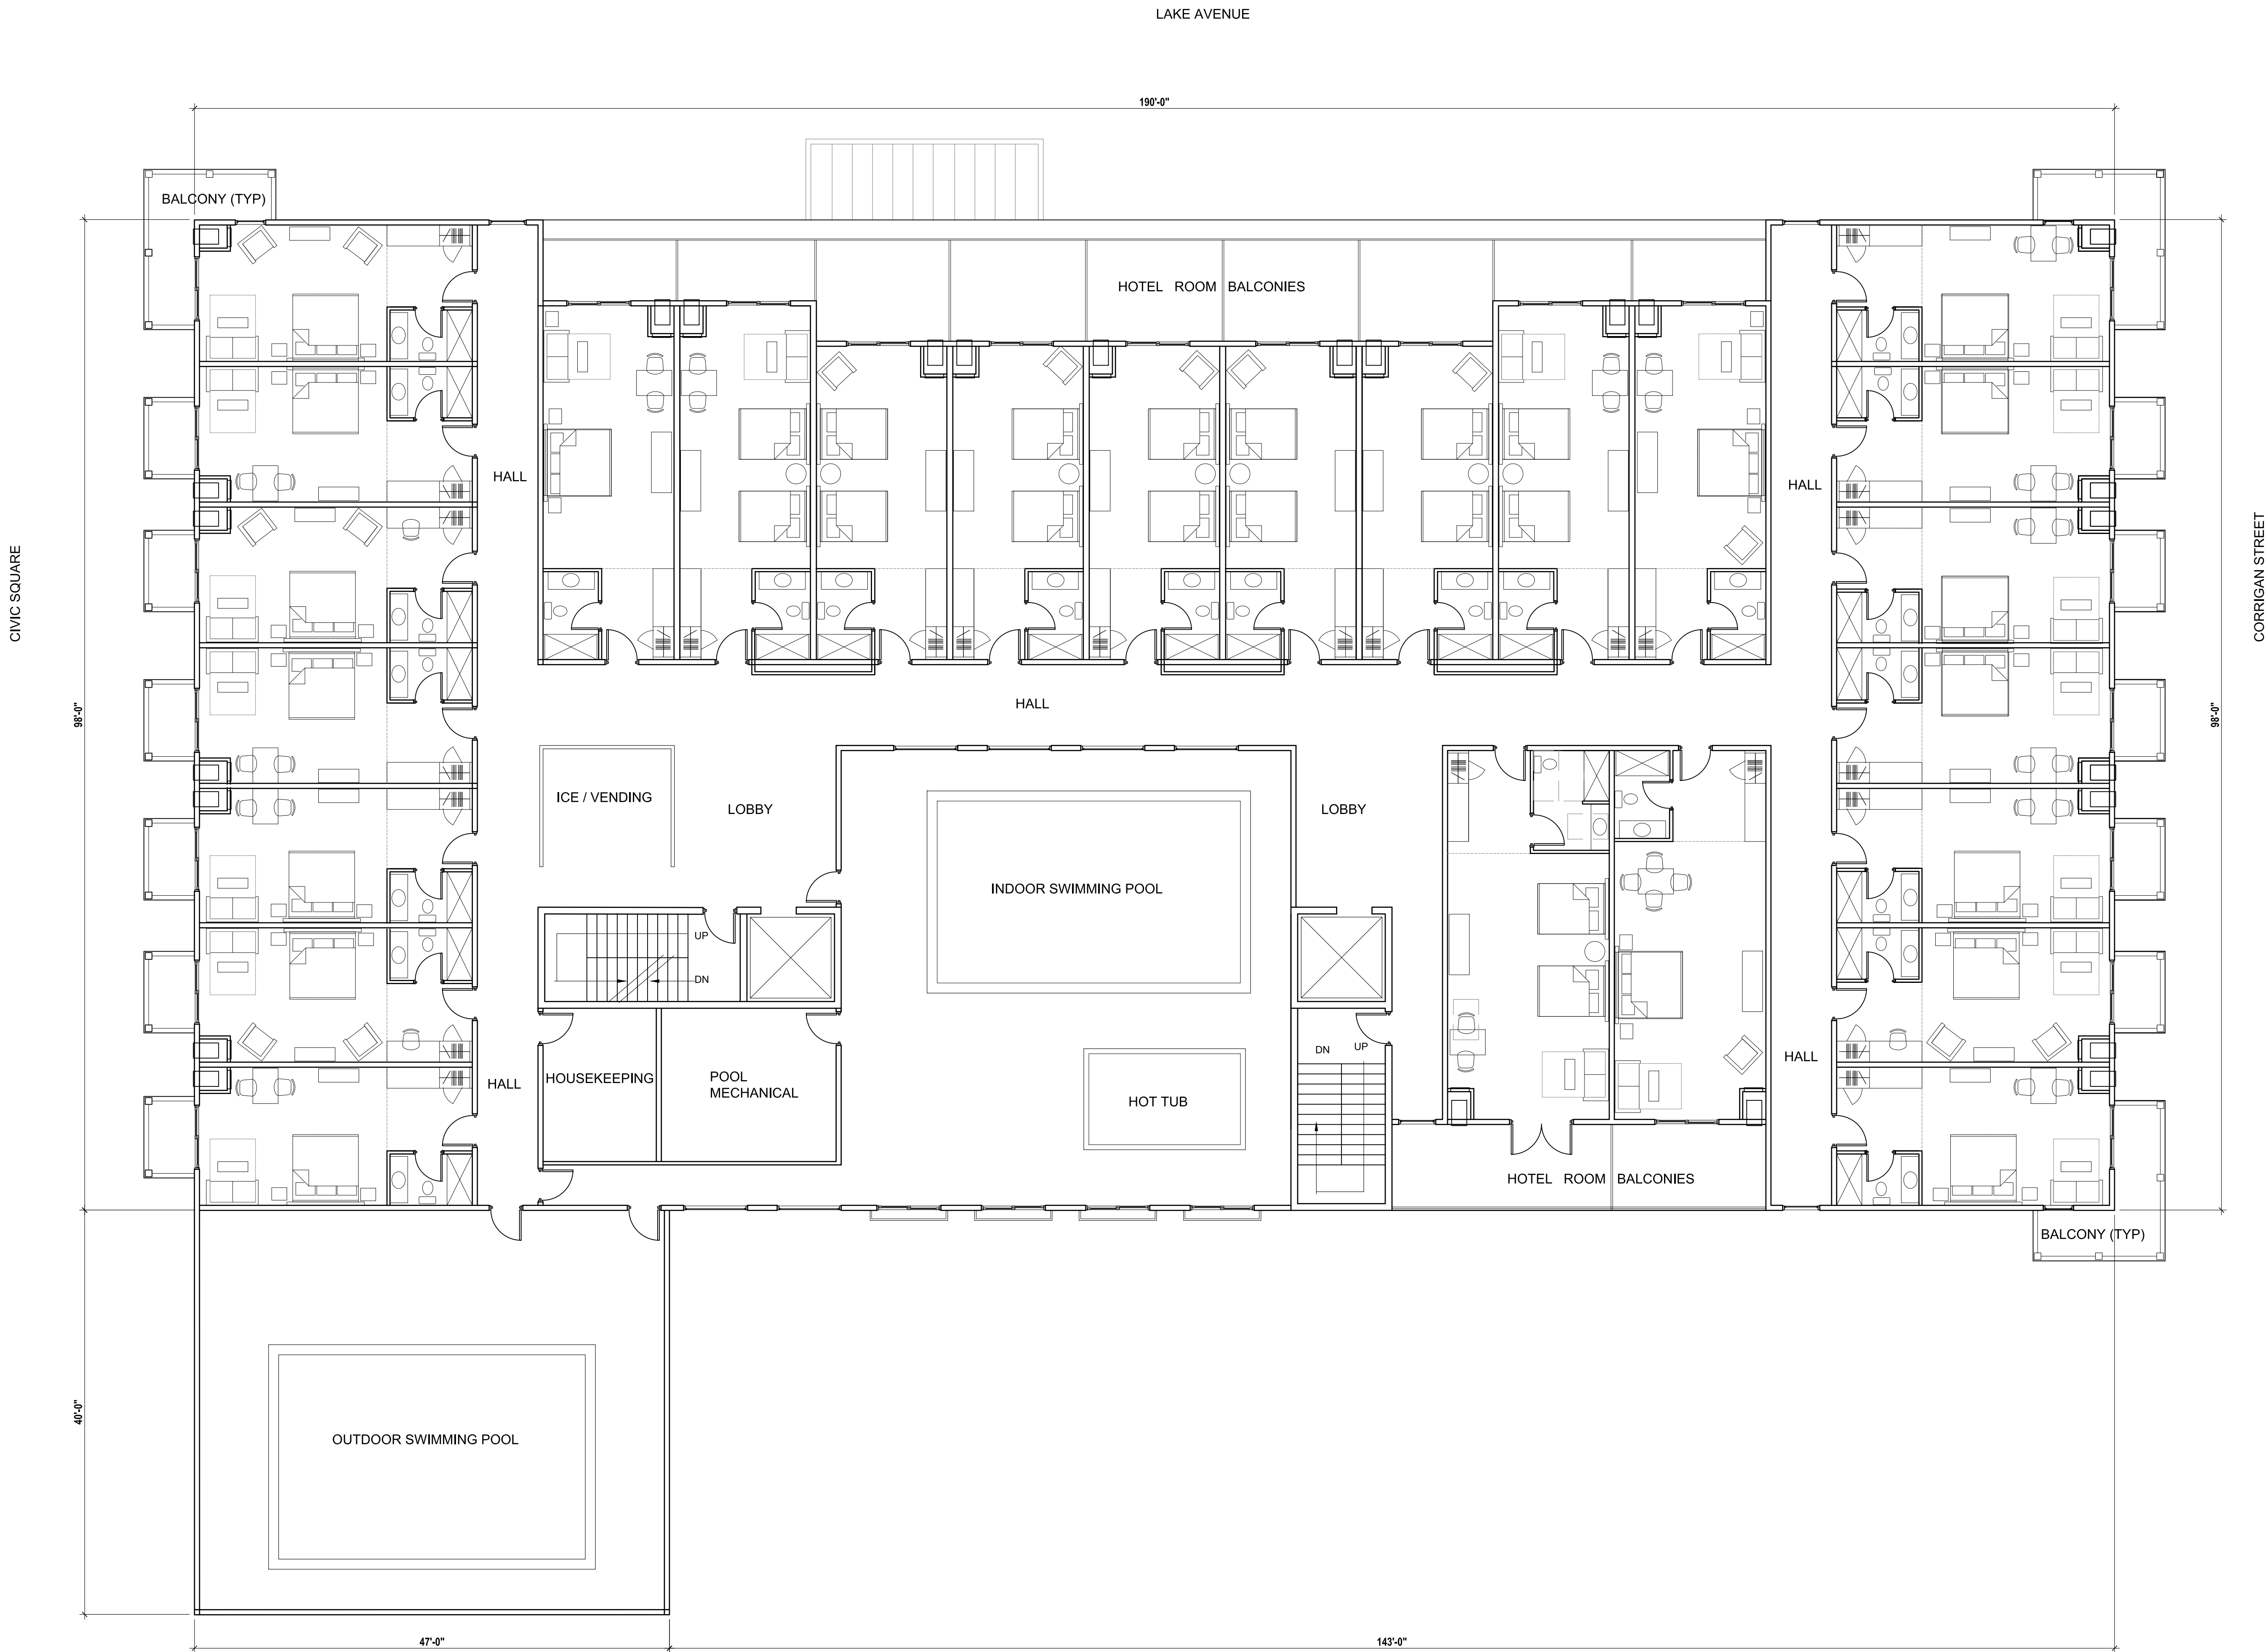 LAKE AVENUE
190'-0"
BALCONY (TYP)
HOTEL ROOM BALCONIES
HALL
HALL
CIVIC SQUARE
CORRIGAN STREET
98'-0"
HALL
98'-0"
ICE / VENDING
LOBBY
LOBBY
INDOOR SWIMMING POOL
UP
DN
DN
UP
HALL
HOUSEKEEPING
POOL
MECHANICAL
HOT TUB
HALL
HOTEL ROOM BALCONIES
BALCONY (TYP)
40'-0"
OUTDOOR SWIMMING POOL
47'-0"
143'-0"